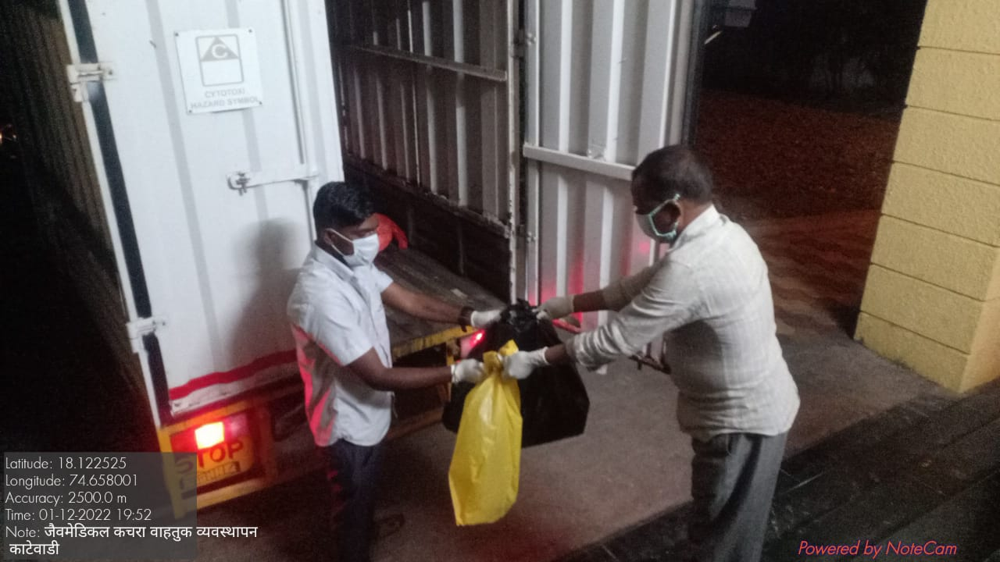 C
CYTOTOXI
HAZARD SYMBOL
STOP
Latitude: 18.122525
Longitude: 74.658001
Accuracy: 2500.0 m
Time: 01-12-2022 19:52
Note: जैवमेडिकल कचरा वाहतुक व्यवस्थापन
काटेवाडी
Powered by NoteCam